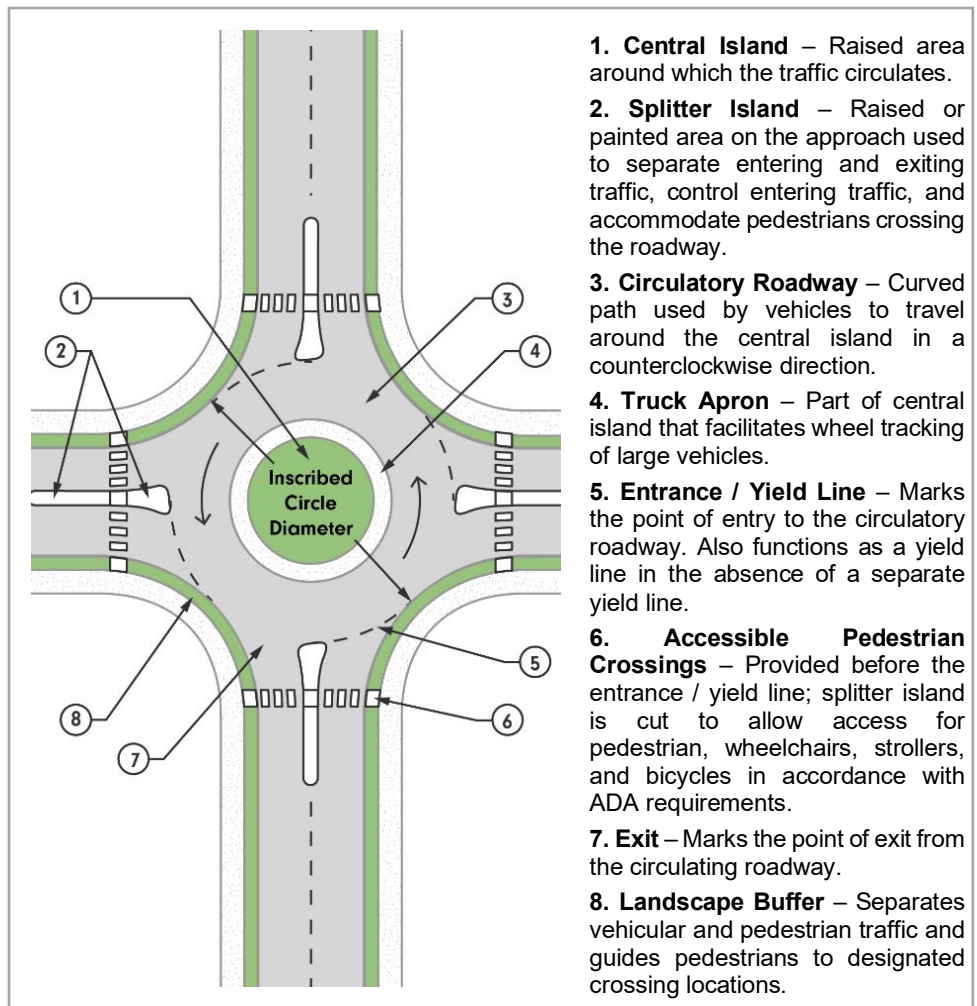 1
2
3
4
Inscribed
Circle
Diameter
5
6
7
8
1. Central Island – Raised area
around which the traffic circulates.
2. Splitter Island – Raised or
painted area on the approach used
to separate entering and exiting
traffic, control entering traffic, and
accommodate pedestrians crossing
the roadway.
3. Circulatory Roadway – Curved
path used by vehicles to travel
around the central island in a
counterclockwise direction.
4. Truck Apron – Part of central
island that facilitates wheel tracking
of large vehicles.
5. Entrance / Yield Line – Marks
the point of entry to the circulatory
roadway. Also functions as a yield
line in the absence of a separate
yield line.
6. Accessible Pedestrian
Crossings – Provided before the
entrance / yield line; splitter island
is cut to allow access for
pedestrian, wheelchairs, strollers,
and bicycles in accordance with
ADA requirements.
7. Exit – Marks the point of exit from
the circulating roadway.
8. Landscape Buffer – Separates
vehicular and pedestrian traffic and
guides pedestrians to designated
crossing locations.